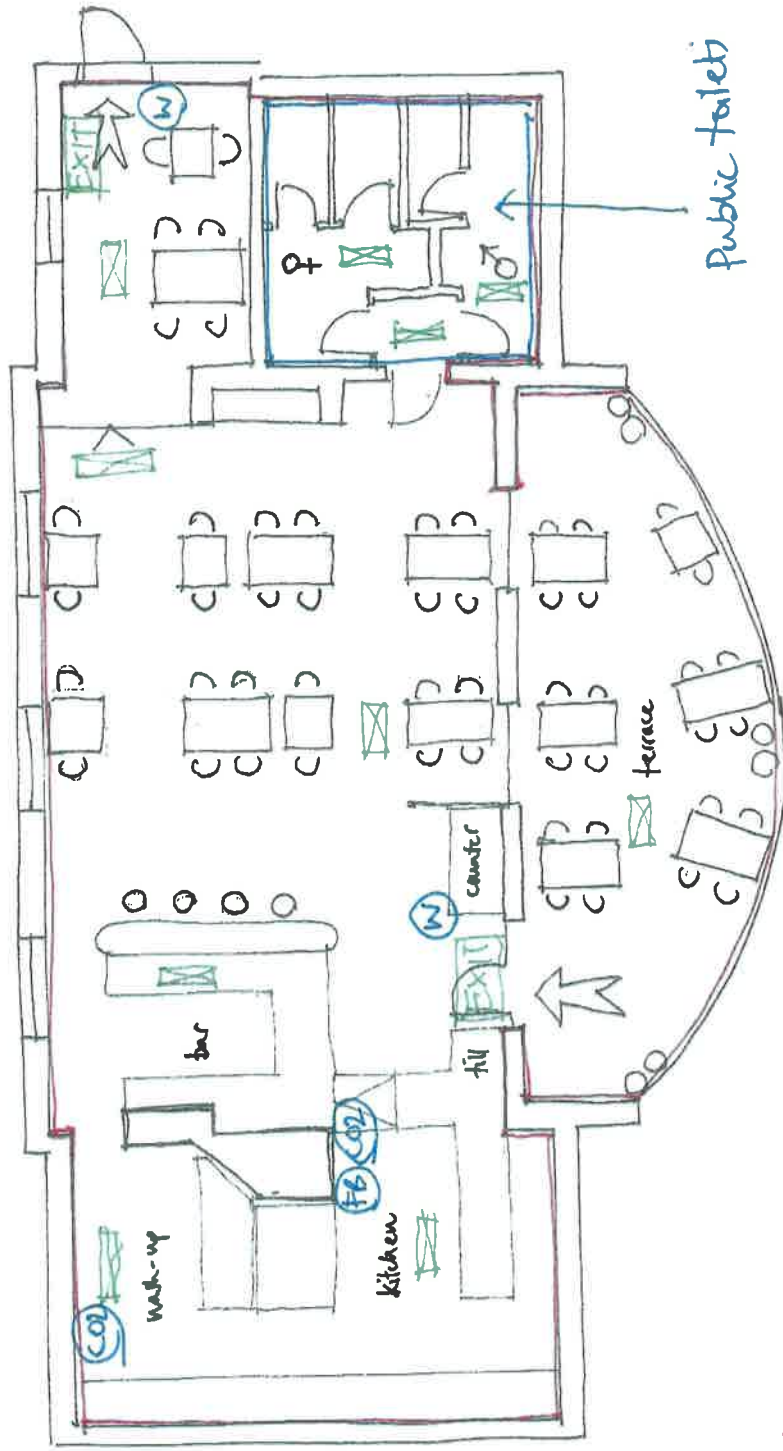 EXIT
W
Public toilets
♀
♂
terrace
W
counter
EXIT
bar
till
CO2
FB
CO2
wash-up
kitchen